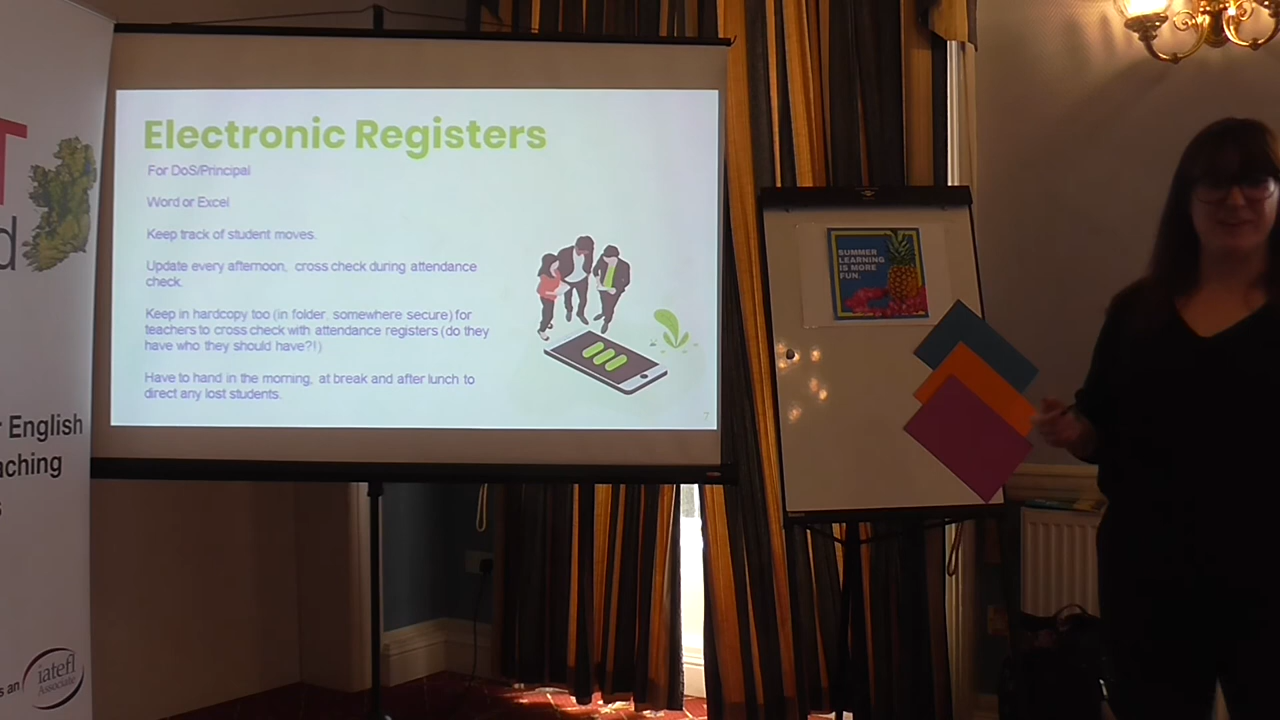 T
d
r English
aching
s
s an
iatefl
Associate
Electronic Registers
For DoS/Principal
Word or Excel
Keep track of student moves.
Update every afternoon, cross check during attendance
check.
Keep in hardcopy too (in folder, somewhere secure) for
teachers to cross check with attendance registers (do they
have who they should have?!)
Have to hand in the morning, at break and after lunch to
direct any lost students.
7
SUMMER
LEARNING
IS MORE
FUN.